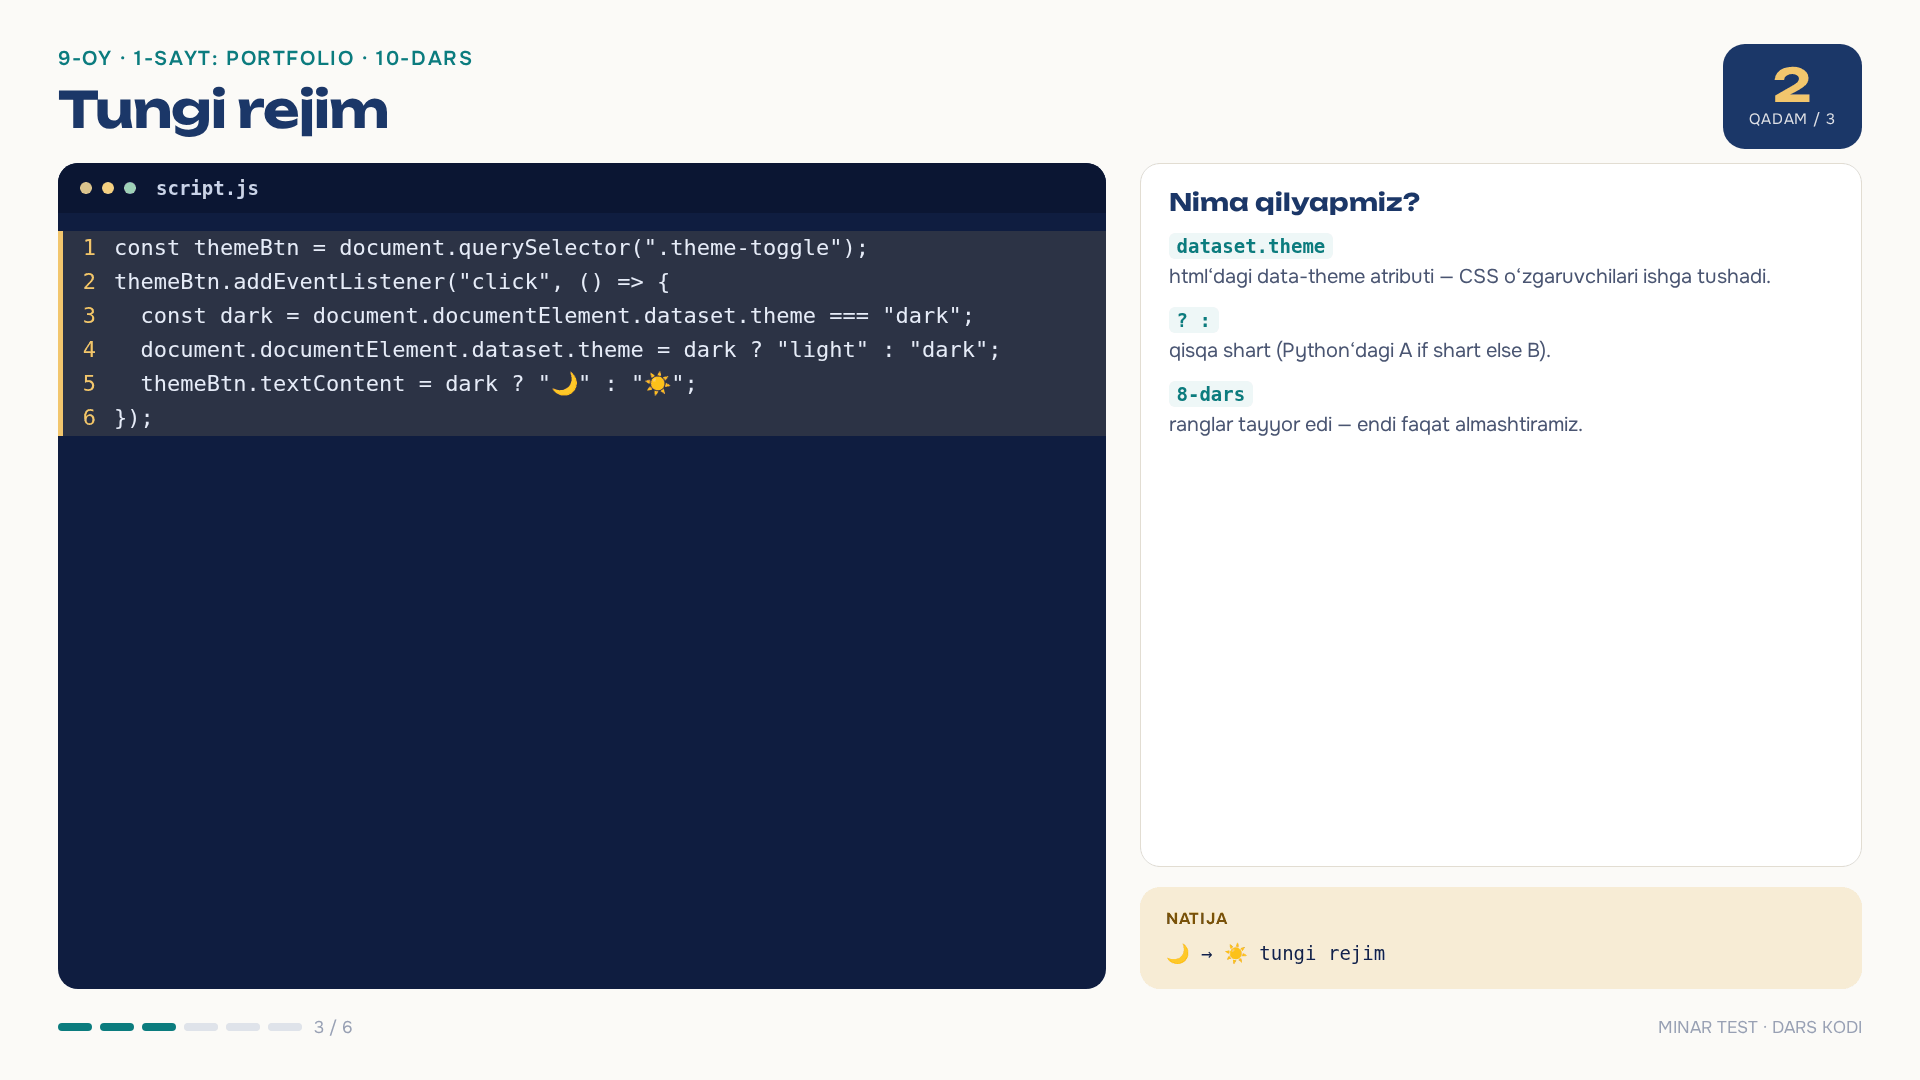 9-OY · 1-SAYT: PORTFOLIO · 10-DARS
Tungi rejim
2
QADAM / 3
script.js
1 const themeBtn = document.querySelector(".theme-toggle");
2 themeBtn.addEventListener("click", () => {
3   const dark = document.documentElement.dataset.theme === "dark";
4   document.documentElement.dataset.theme = dark ? "light" : "dark";
5   themeBtn.textContent = dark ? "🌙" : "☀️";
6 });
Nima qilyapmiz?
dataset.theme
html‘dagi data-theme atributi — CSS o‘zgaruvchilari ishga tushadi.
? :
qisqa shart (Python‘dagi A if shart else B).
8-dars
ranglar tayyor edi — endi faqat almashtiramiz.
NATIJA
🌙 → ☀️ tungi rejim
3 / 6
MINAR TEST · DARS KODI